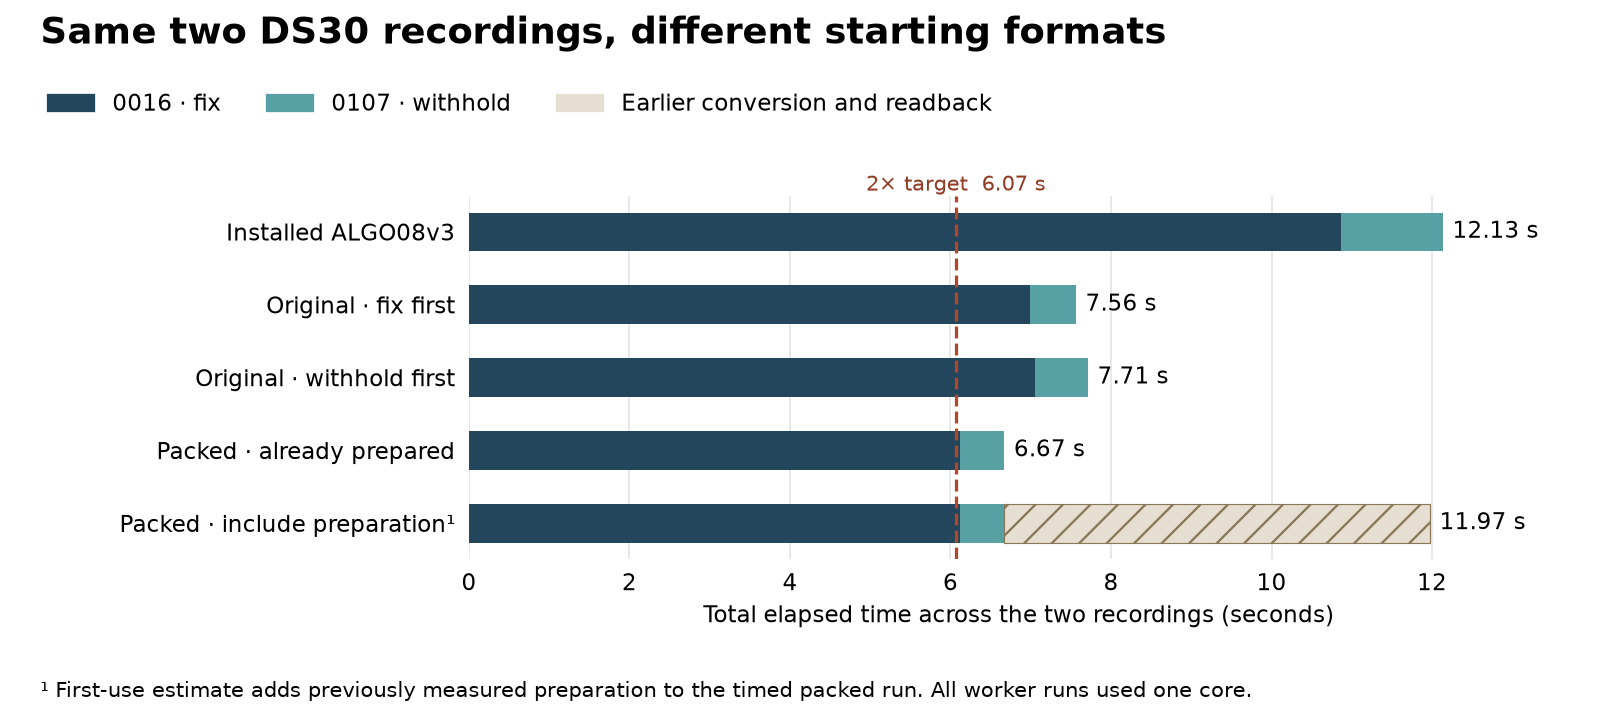 Same two DS30 recordings, different starting formats
0016 · fix
0107 · withhold
Earlier conversion and readback
2× target 6.07 s
Installed ALGO08v3
12.13 s
Original · fix first
7.56 s
Original · withhold first
7.71 s
Packed · already prepared
6.67 s
Packed · include preparation¹
11.97 s
0 2 4 6 8 10 12
Total elapsed time across the two recordings (seconds)
¹ First-use estimate adds previously measured preparation to the timed packed run. All worker runs used one core.